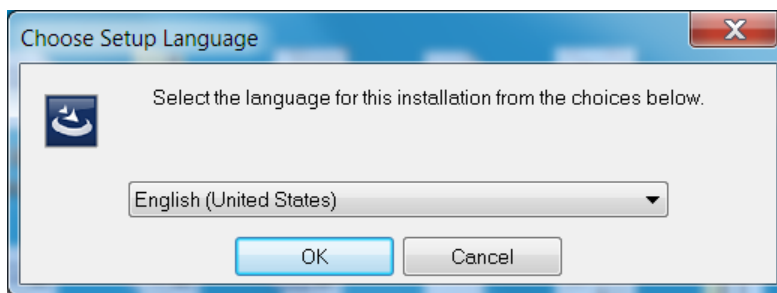 Choose Setup Language
Select the language for this installation from the choices below.
English (United States)
OK
Cancel